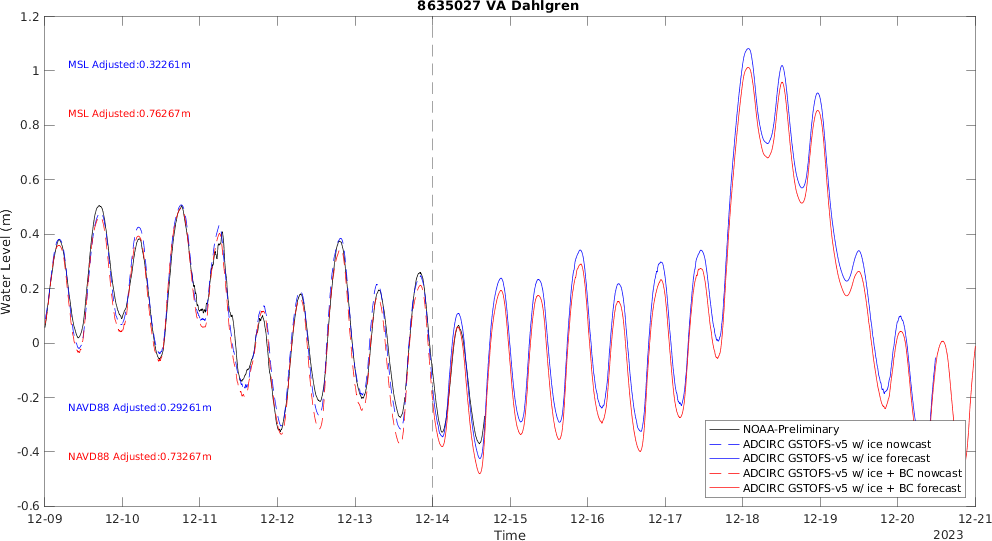 8635027 VA Dahlgren
1.2
1
0.8
0.6
0.4
0.2
0
-0.2
-0.4
-0.6
Water Level (m)
MSL Adjusted:0.32261m
MSL Adjusted:0.76267m
NAVD88 Adjusted:0.29261m
NAVD88 Adjusted:0.73267m
NOAA-Preliminary
ADCIRC GSTOFS-v5 w/ ice nowcast
ADCIRC GSTOFS-v5 w/ ice forecast
ADCIRC GSTOFS-v5 w/ ice + BC nowcast
ADCIRC GSTOFS-v5 w/ ice + BC forecast
12-09 12-10 12-11 12-12 12-13 12-14 12-15 12-16 12-17 12-18 12-19 12-20 12-21
Time
2023